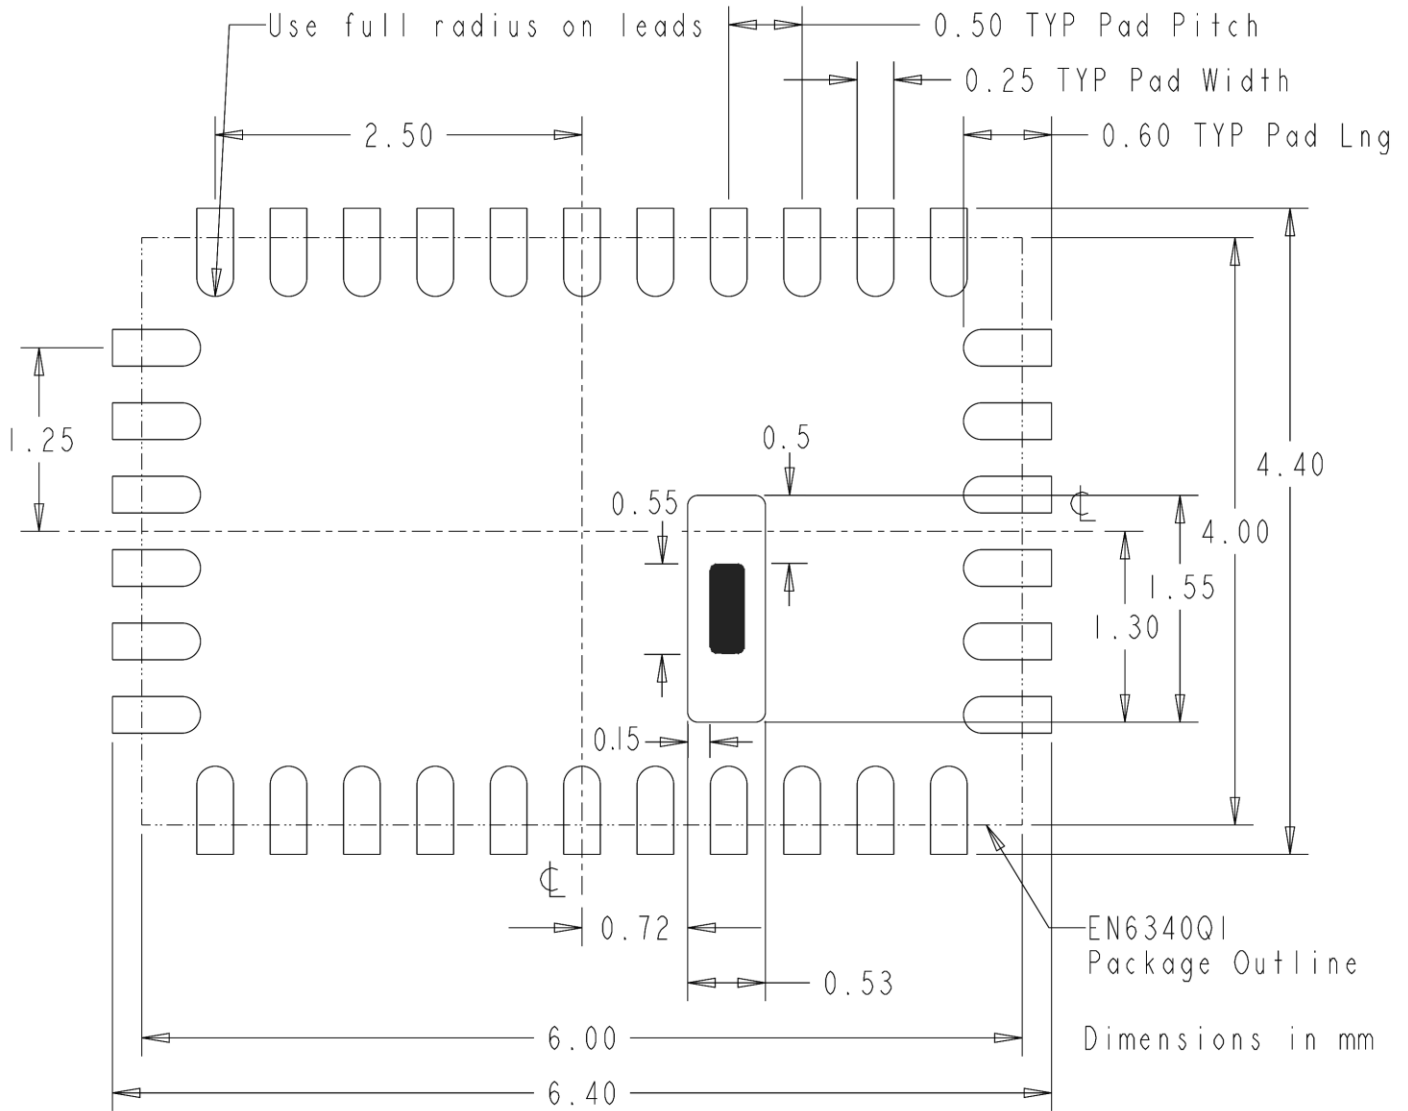 Use full radius on leads
0.50 TYP Pad Pitch
0.25 TYP Pad Width
2.50
0.60 TYP Pad Lng
1.25
0.5
0.55
4.40
℄
4.00
1.55
1.30
0.15
℄
0.72
EN6340QI
Package Outline
0.53
6.00
Dimensions in mm
6.40